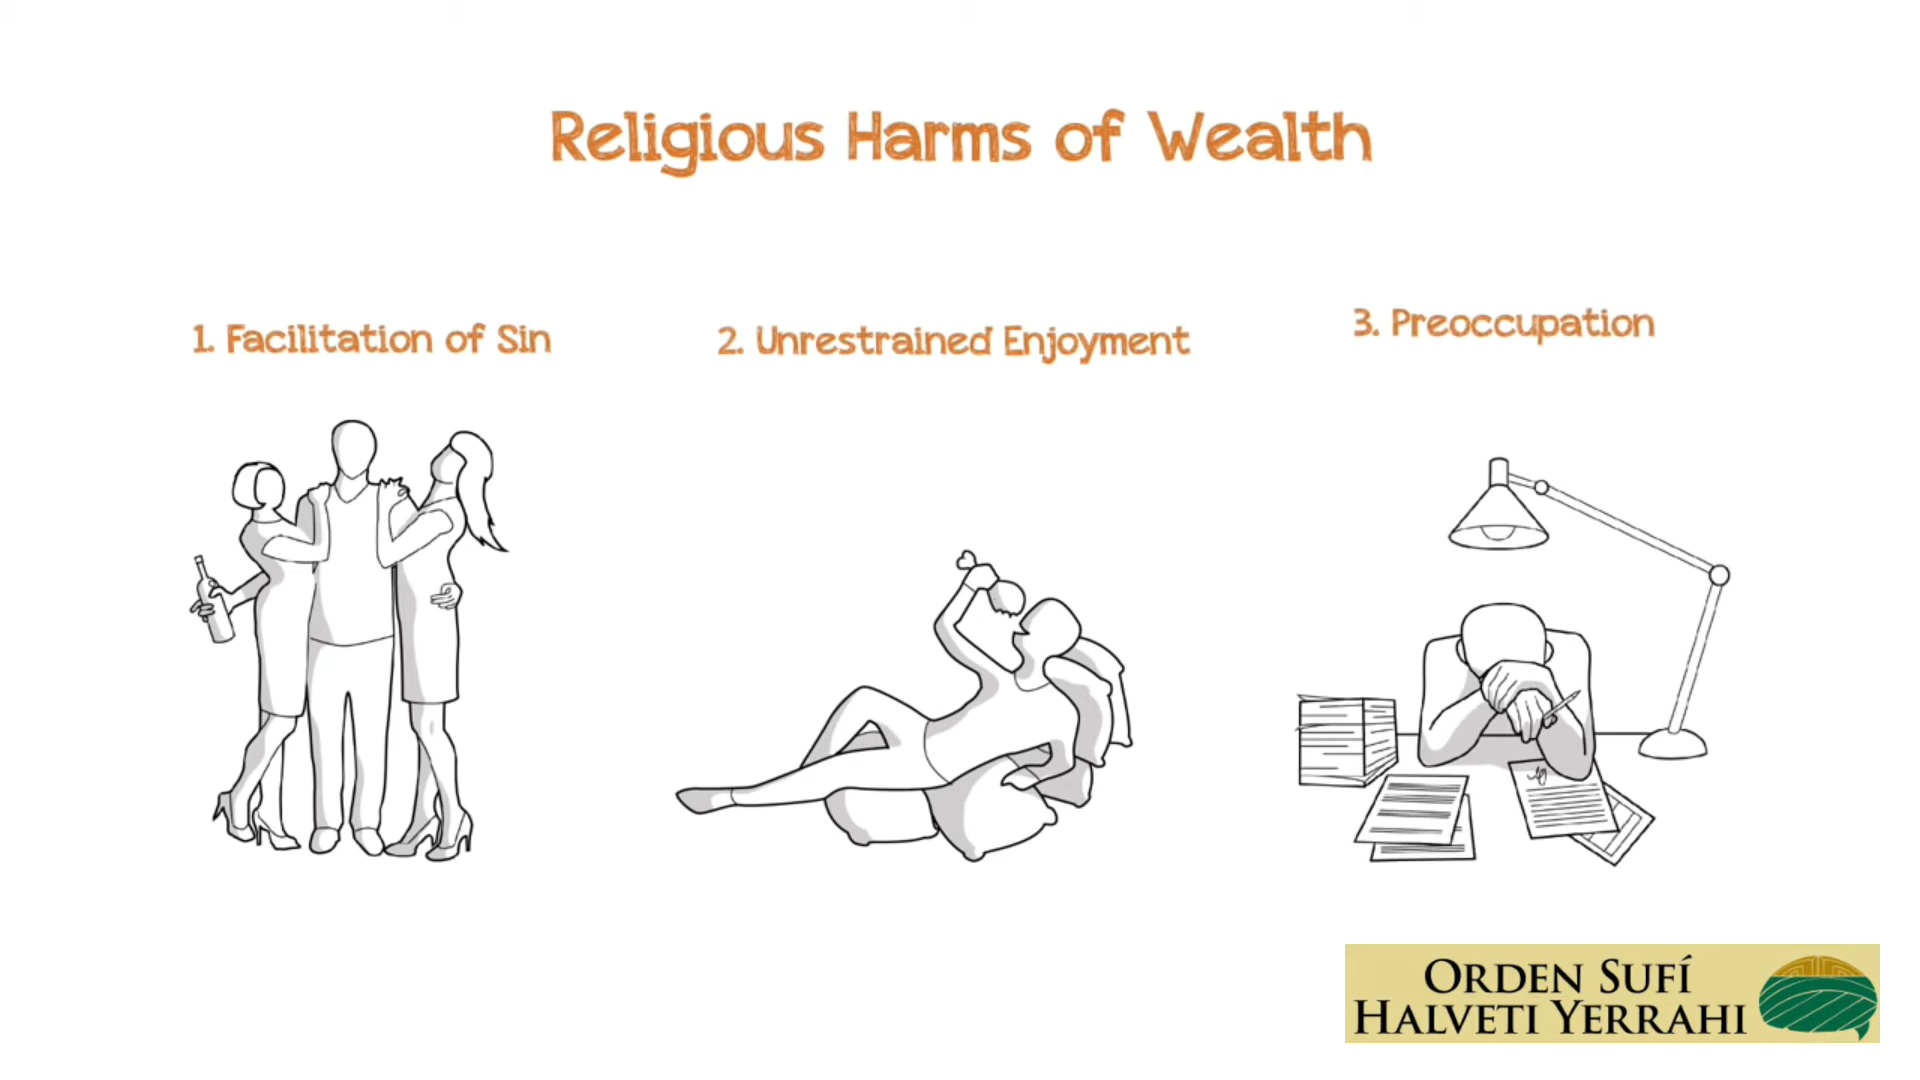 Religious Harms of Wealth
1. Facilitation of Sin
2. Unrestrained Enjoyment
3. Preoccupation
ORDEN SUFÍ
HALVETI YERRAHI